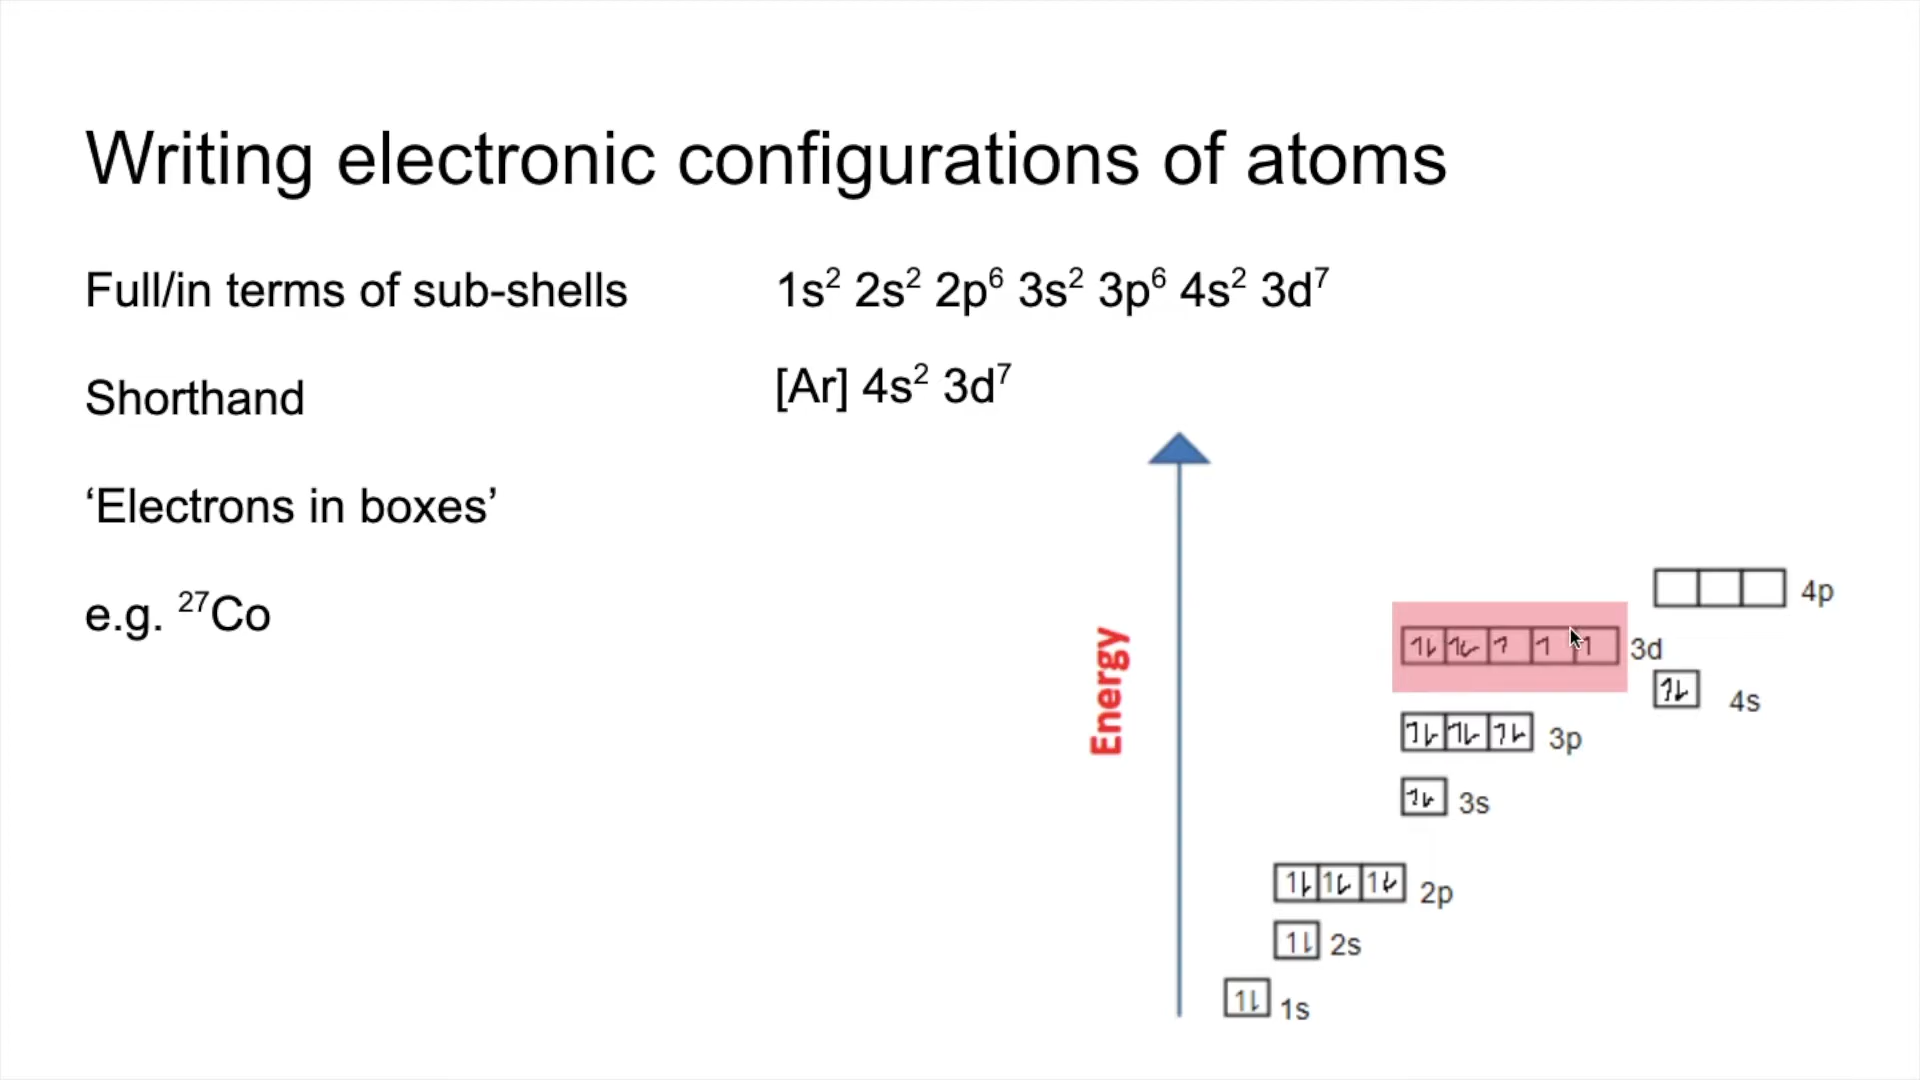 Writing electronic configurations of atoms
Full/in terms of sub-shells
1s² 2s² 2p⁶ 3s² 3p⁶ 4s² 3d⁷
Shorthand
[Ar] 4s² 3d⁷
‘Electrons in boxes’
e.g. ²⁷Co
Energy
4p
3d
4s
3p
3s
2p
2s
1s